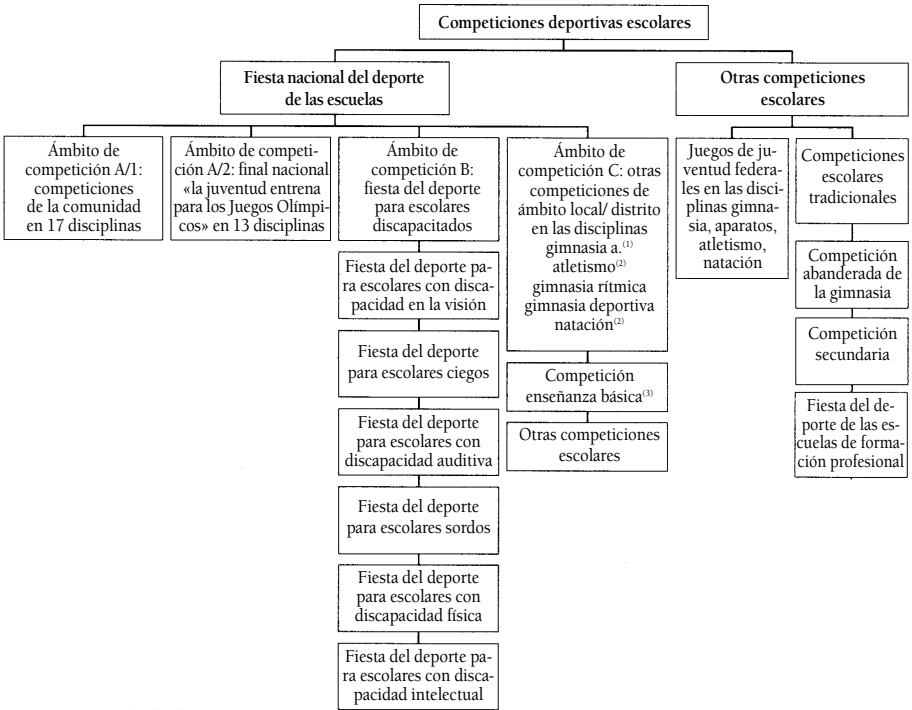 Competiciones deportivas escolares
Fiesta nacional del deporte
de las escuelas
Otras competiciones
escolares
Ámbito de
competición A/1:
competiciones
de la comunidad
en 17 disciplinas
Ámbito de competi-
ción A/2: final nacional
«la juventud entrena
para los Juegos Olímpi-
cos» en 13 disciplinas
Ámbito de
competición B:
fiesta del deporte
para escolares
discapacitados
Fiesta del deporte pa-
ra escolares con disca-
pacidad en la visión
Fiesta del deporte
para escolares ciegos
Fiesta del deporte
para escolares con
discapacidad auditiva
Fiesta del deporte
para escolares sordos
Fiesta del deporte
para escolares con
discapacidad física
Fiesta del deporte pa-
ra escolares con disca-
pacidad intelectual
Ámbito de
competición C: otras
competiciones de
ámbito local/ distrito
en las disciplinas
gimnasia a.(1)
atletismo(2)
gimnasia rítmica
gimnasia deportiva
natación(2)
Competición
enseñanza básica(3)
Otras competiciones
escolares
Juegos de ju-
ventud federa-
les en las disci-
plinas gimna-
sia, aparatos,
atletismo,
natación
Competiciones
escolares
tradicionales
Competición
abanderada de
la gimnasia
Competición
secundaria
Fiesta del de-
porte de las es-
cuelas de forma-
ción profesional